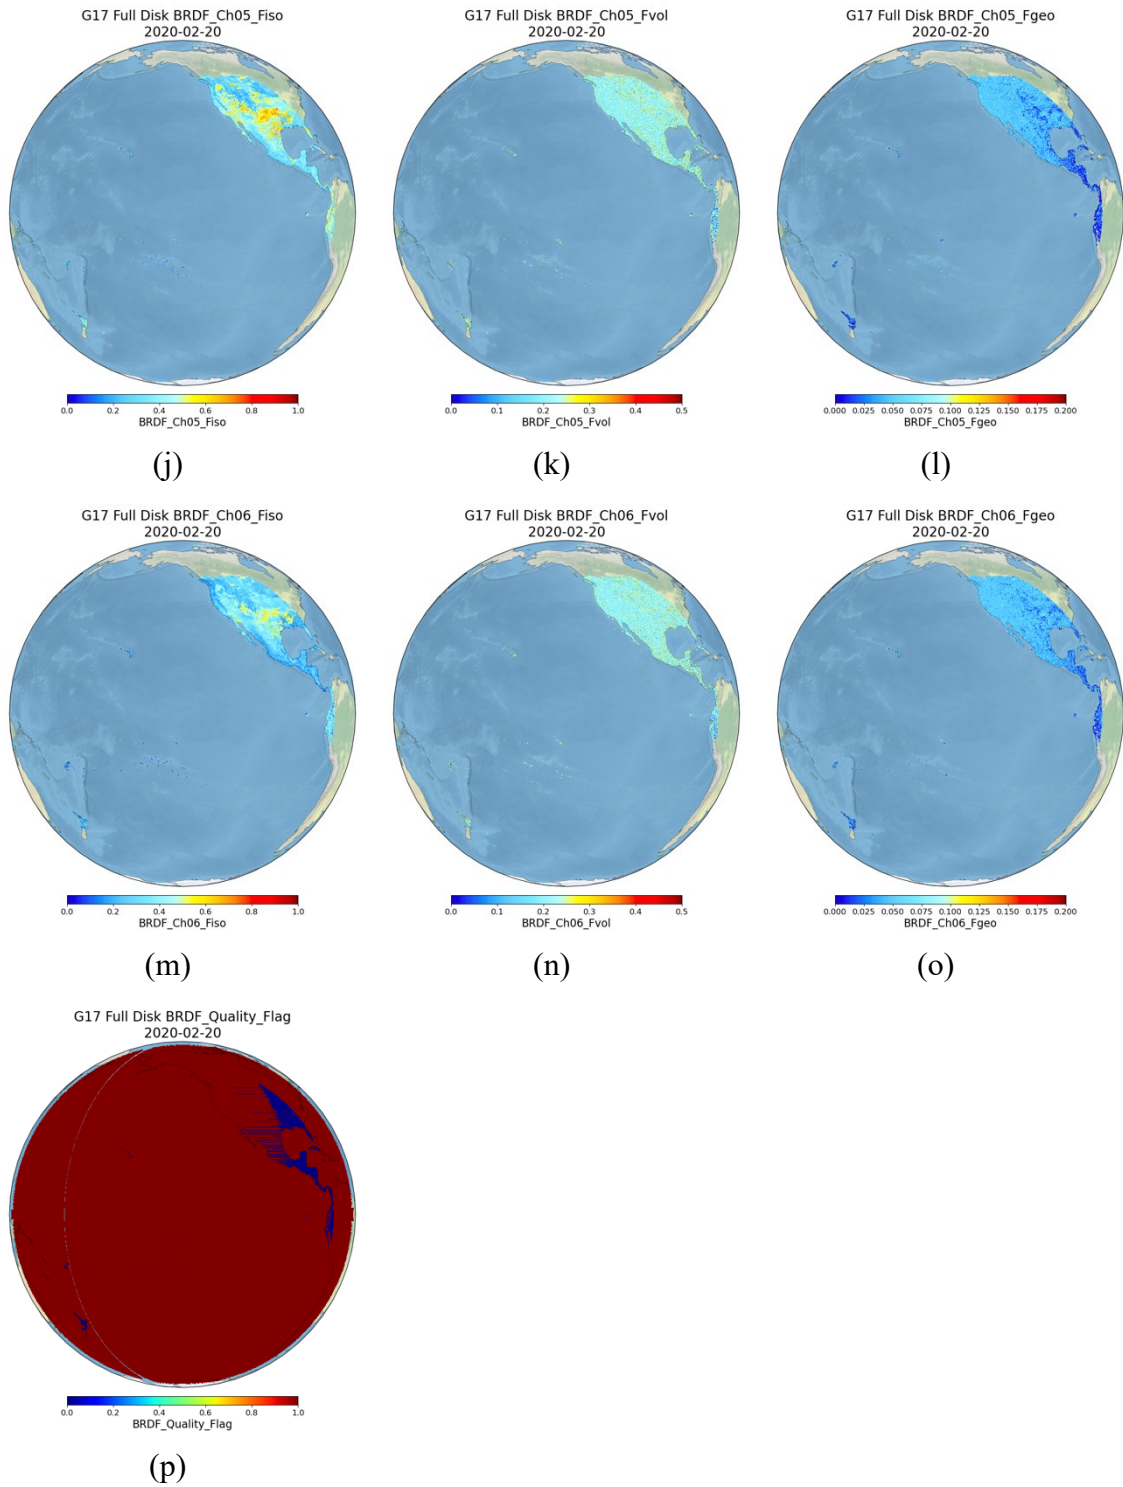 G17 Full Disk BRDF_Ch05_Fiso
2020-02-20
0.0 0.2 0.4 0.6 0.8 1.0
BRDF_Ch05_Fiso
(j)
G17 Full Disk BRDF_Ch05_Fvol
2020-02-20
0.0 0.1 0.2 0.3 0.4 0.5
BRDF_Ch05_Fvol
(k)
G17 Full Disk BRDF_Ch05_Fgeo
2020-02-20
0.000 0.025 0.050 0.075 0.100 0.125 0.150 0.175 0.200
BRDF_Ch05_Fgeo
(l)
G17 Full Disk BRDF_Ch06_Fiso
2020-02-20
0.0 0.2 0.4 0.6 0.8 1.0
BRDF_Ch06_Fiso
(m)
G17 Full Disk BRDF_Ch06_Fvol
2020-02-20
0.0 0.1 0.2 0.3 0.4 0.5
BRDF_Ch06_Fvol
(n)
G17 Full Disk BRDF_Ch06_Fgeo
2020-02-20
0.000 0.025 0.050 0.075 0.100 0.125 0.150 0.175 0.200
BRDF_Ch06_Fgeo
(o)
G17 Full Disk BRDF_Quality_Flag
2020-02-20
0.0 0.2 0.4 0.6 0.8 1.0
BRDF_Quality_Flag
(p)